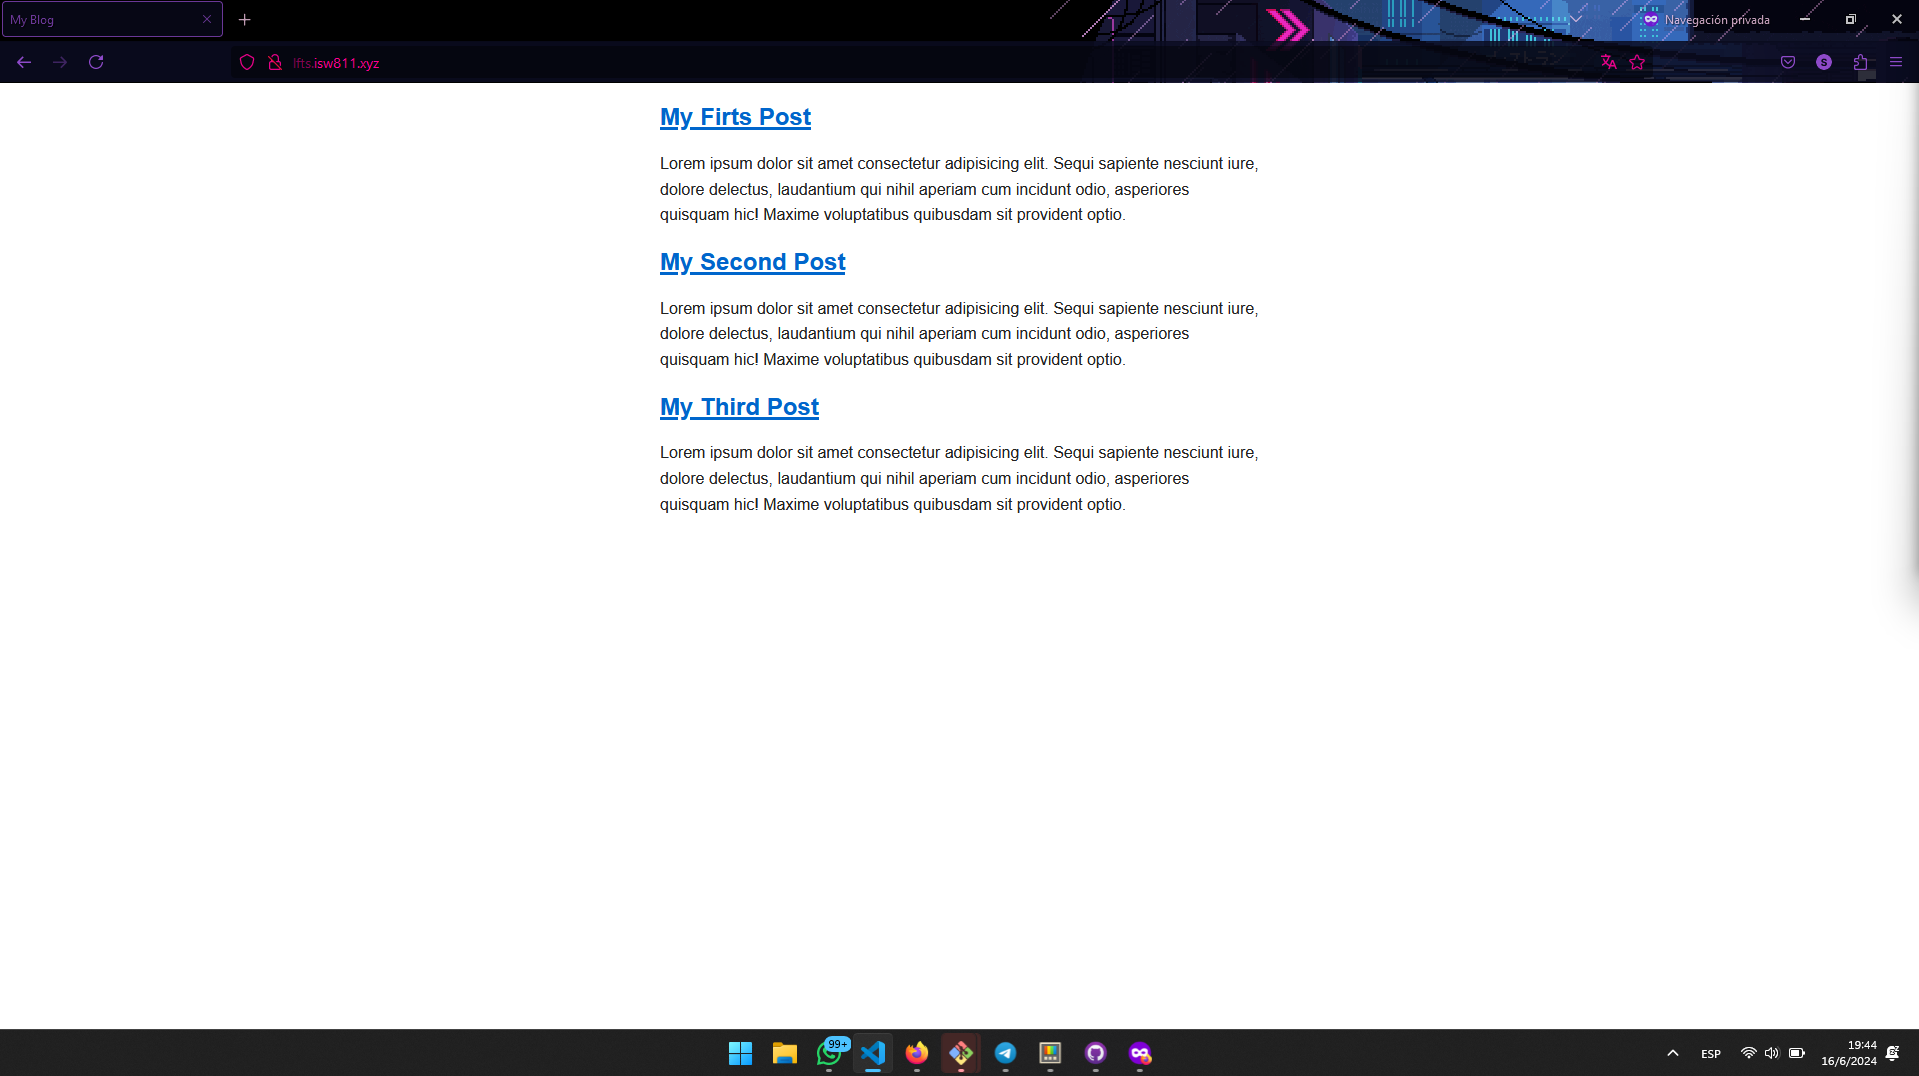 My Blog
Navegación privada
lfts.isw811.xyz
My Firts Post
Lorem ipsum dolor sit amet consectetur adipisicing elit. Sequi sapiente nesciunt iure,
dolore delectus, laudantium qui nihil aperiam cum incidunt odio, asperiores
quisquam hic! Maxime voluptatibus quibusdam sit provident optio.
My Second Post
Lorem ipsum dolor sit amet consectetur adipisicing elit. Sequi sapiente nesciunt iure,
dolore delectus, laudantium qui nihil aperiam cum incidunt odio, asperiores
quisquam hic! Maxime voluptatibus quibusdam sit provident optio.
My Third Post
Lorem ipsum dolor sit amet consectetur adipisicing elit. Sequi sapiente nesciunt iure,
dolore delectus, laudantium qui nihil aperiam cum incidunt odio, asperiores
quisquam hic! Maxime voluptatibus quibusdam sit provident optio.
99+
ESP
19:44
16/6/2024